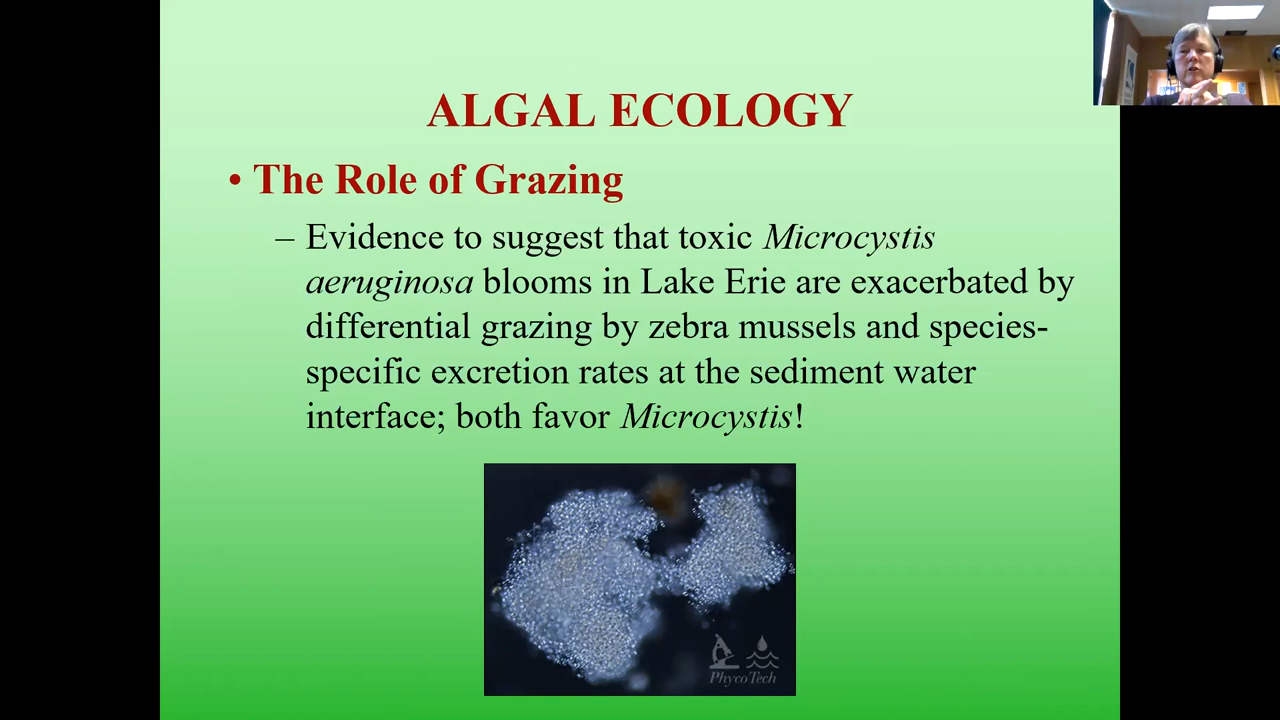 ALGAL ECOLOGY
• The Role of Grazing
– Evidence to suggest that toxic Microcystis
aeruginosa blooms in Lake Erie are exacerbated by
differential grazing by zebra mussels and species-
specific excretion rates at the sediment water
interface; both favor Microcystis!
PhycoTech